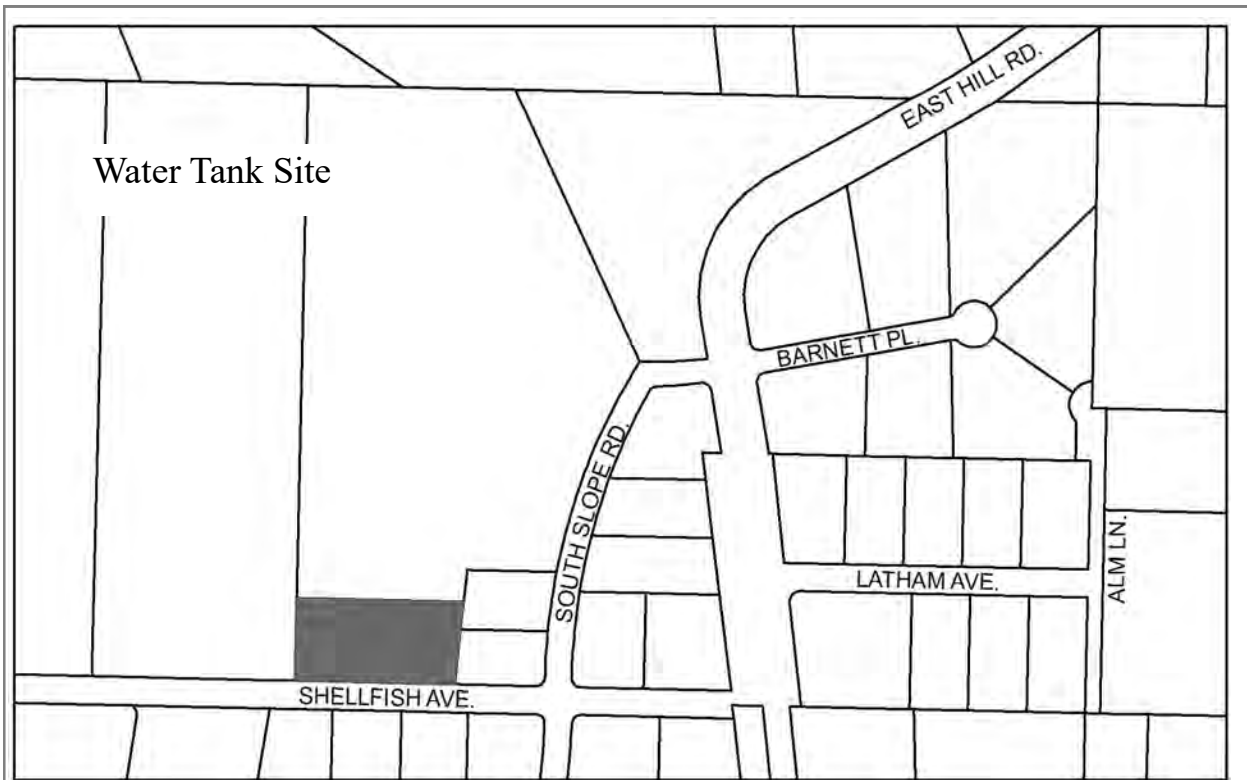 EAST HILL RD.
Water Tank Site
BARNETT PL.
SOUTH SLOPE RD.
ALM LN.
LATHAM AVE.
SHELLFISH AVE.